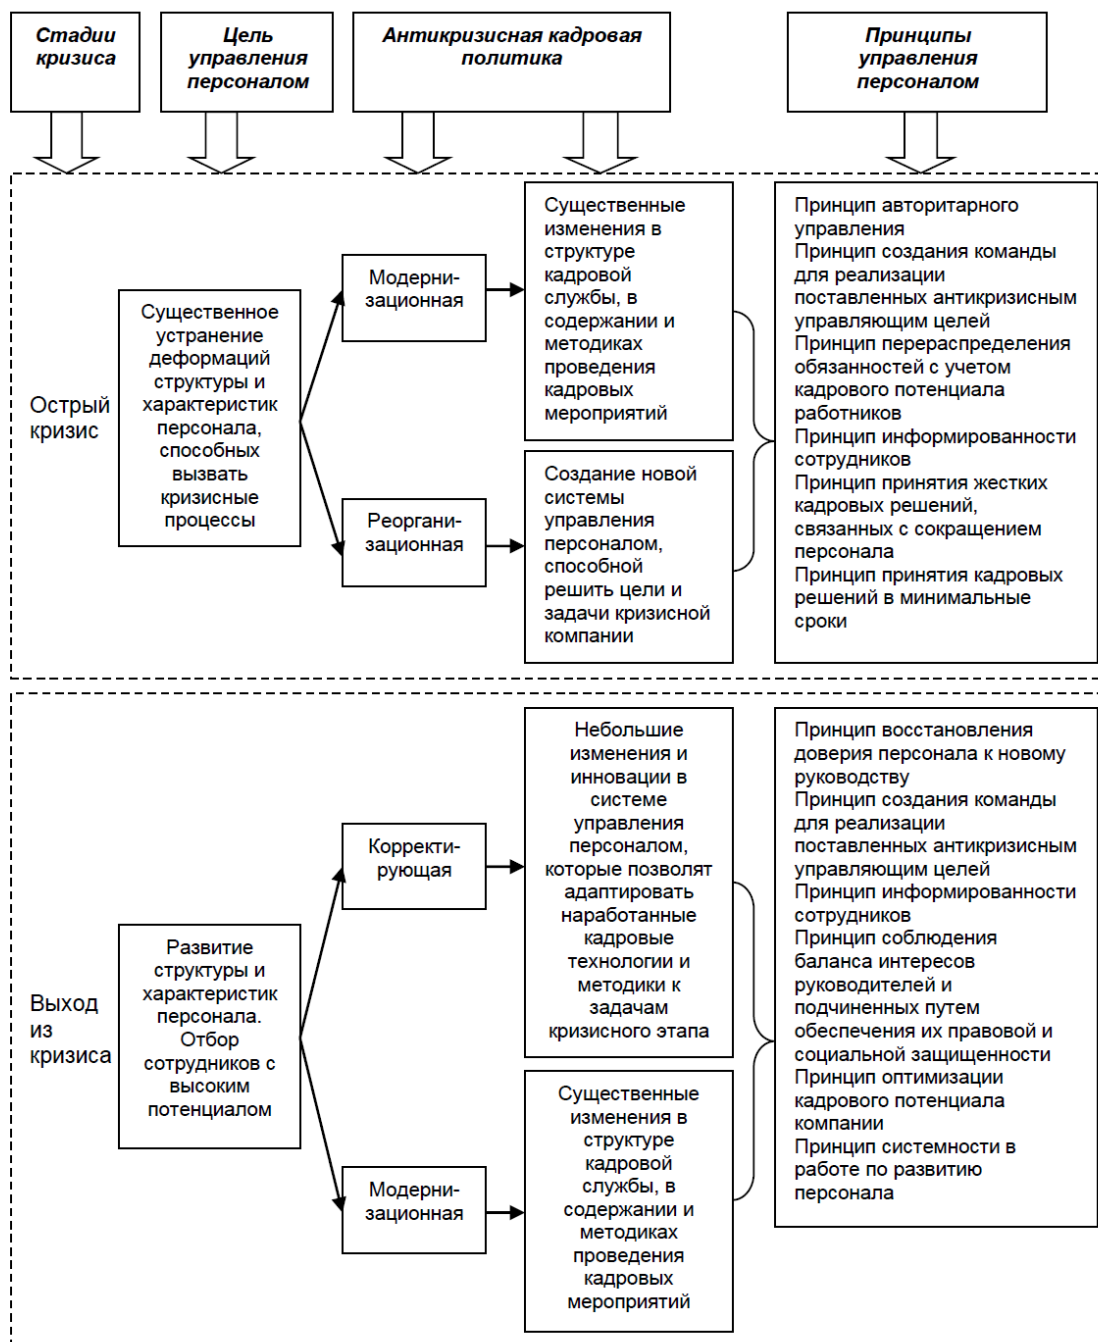 Стадии
кризиса
Цель
управления
персоналом
Антикризисная кадровая
политика
Принципы
управления
персоналом
Острый
кризис
Существенное
устранение
деформаций
структуры и
характеристик
персонала,
способных
вызвать
кризисные
процессы
Модерни-
зационная
Существенные
изменения в
структуре
кадровой
службы, в
содержании и
методиках
проведения
кадровых
мероприятий
Реоргани-
зационная
Создание новой
системы
управления
персоналом,
способной
решить цели и
задачи кризисной
компании
Принцип авторитарного
управления
Принцип создания команды
для реализации
поставленных антикризисным
управляющим целей
Принцип перераспределения
обязанностей с учетом
кадрового потенциала
работников
Принцип информированности
сотрудников
Принцип принятия жестких
кадровых решений,
связанных с сокращением
персонала
Принцип принятия кадровых
решений в минимальные
сроки
Выход
из
кризиса
Развитие
структуры и
характеристик
персонала.
Отбор
сотрудников с
высоким
потенциалом
Корректи-
рующая
Небольшие
изменения и
инновации в
системе
управления
персоналом,
которые позволят
адаптировать
наработанные
кадровые
технологии и
методики к
задачам
кризисного этапа
Модерни-
зационная
Существенные
изменения в
структуре
кадровой
службы, в
содержании и
методиках
проведения
кадровых
мероприятий
Принцип восстановления
доверия персонала к новому
руководству
Принцип создания команды
для реализации
поставленных антикризисным
управляющим целей
Принцип информированности
сотрудников
Принцип соблюдения
баланса интересов
руководителей и
подчиненных путем
обеспечения их правовой и
социальной защищенности
Принцип оптимизации
кадрового потенциала
компании
Принцип системности в
работе по развитию
персонала